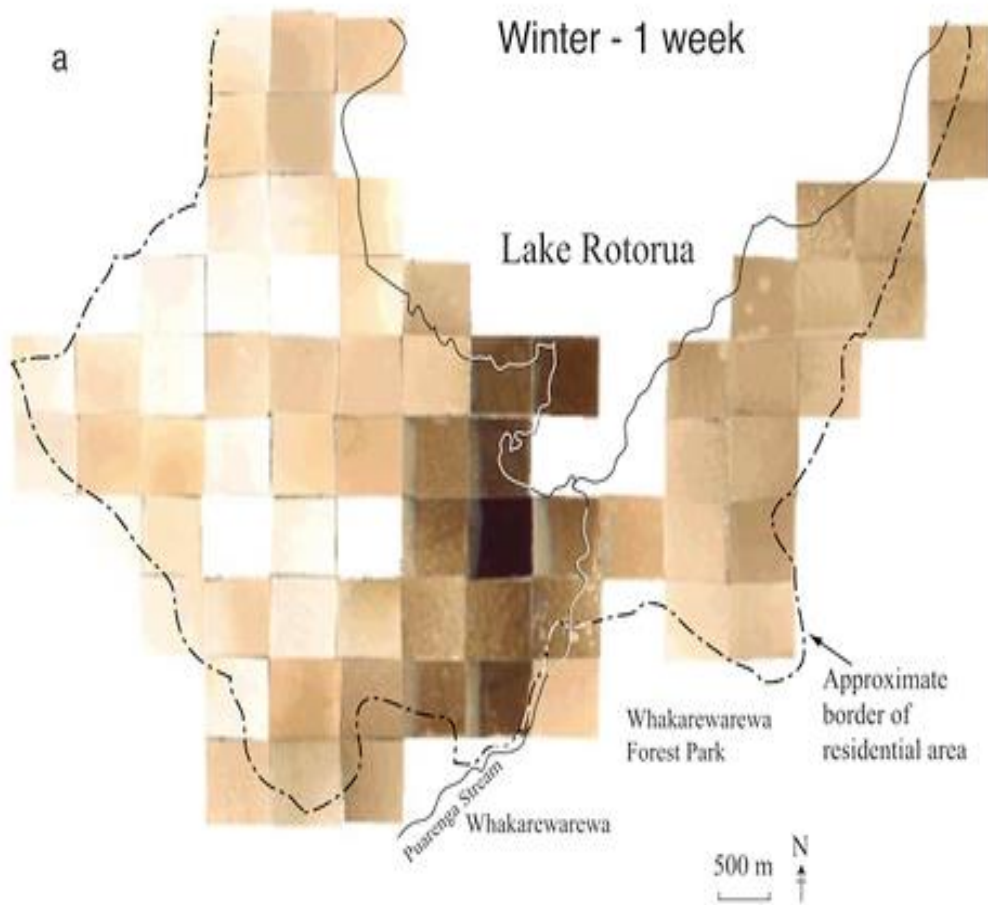 a
Winter - 1 week
Lake Rotorua
Approximate
border of
residential area
Whakarewarewa
Forest Park
Puarenga Stream
Whakarewarewa
500 m
N